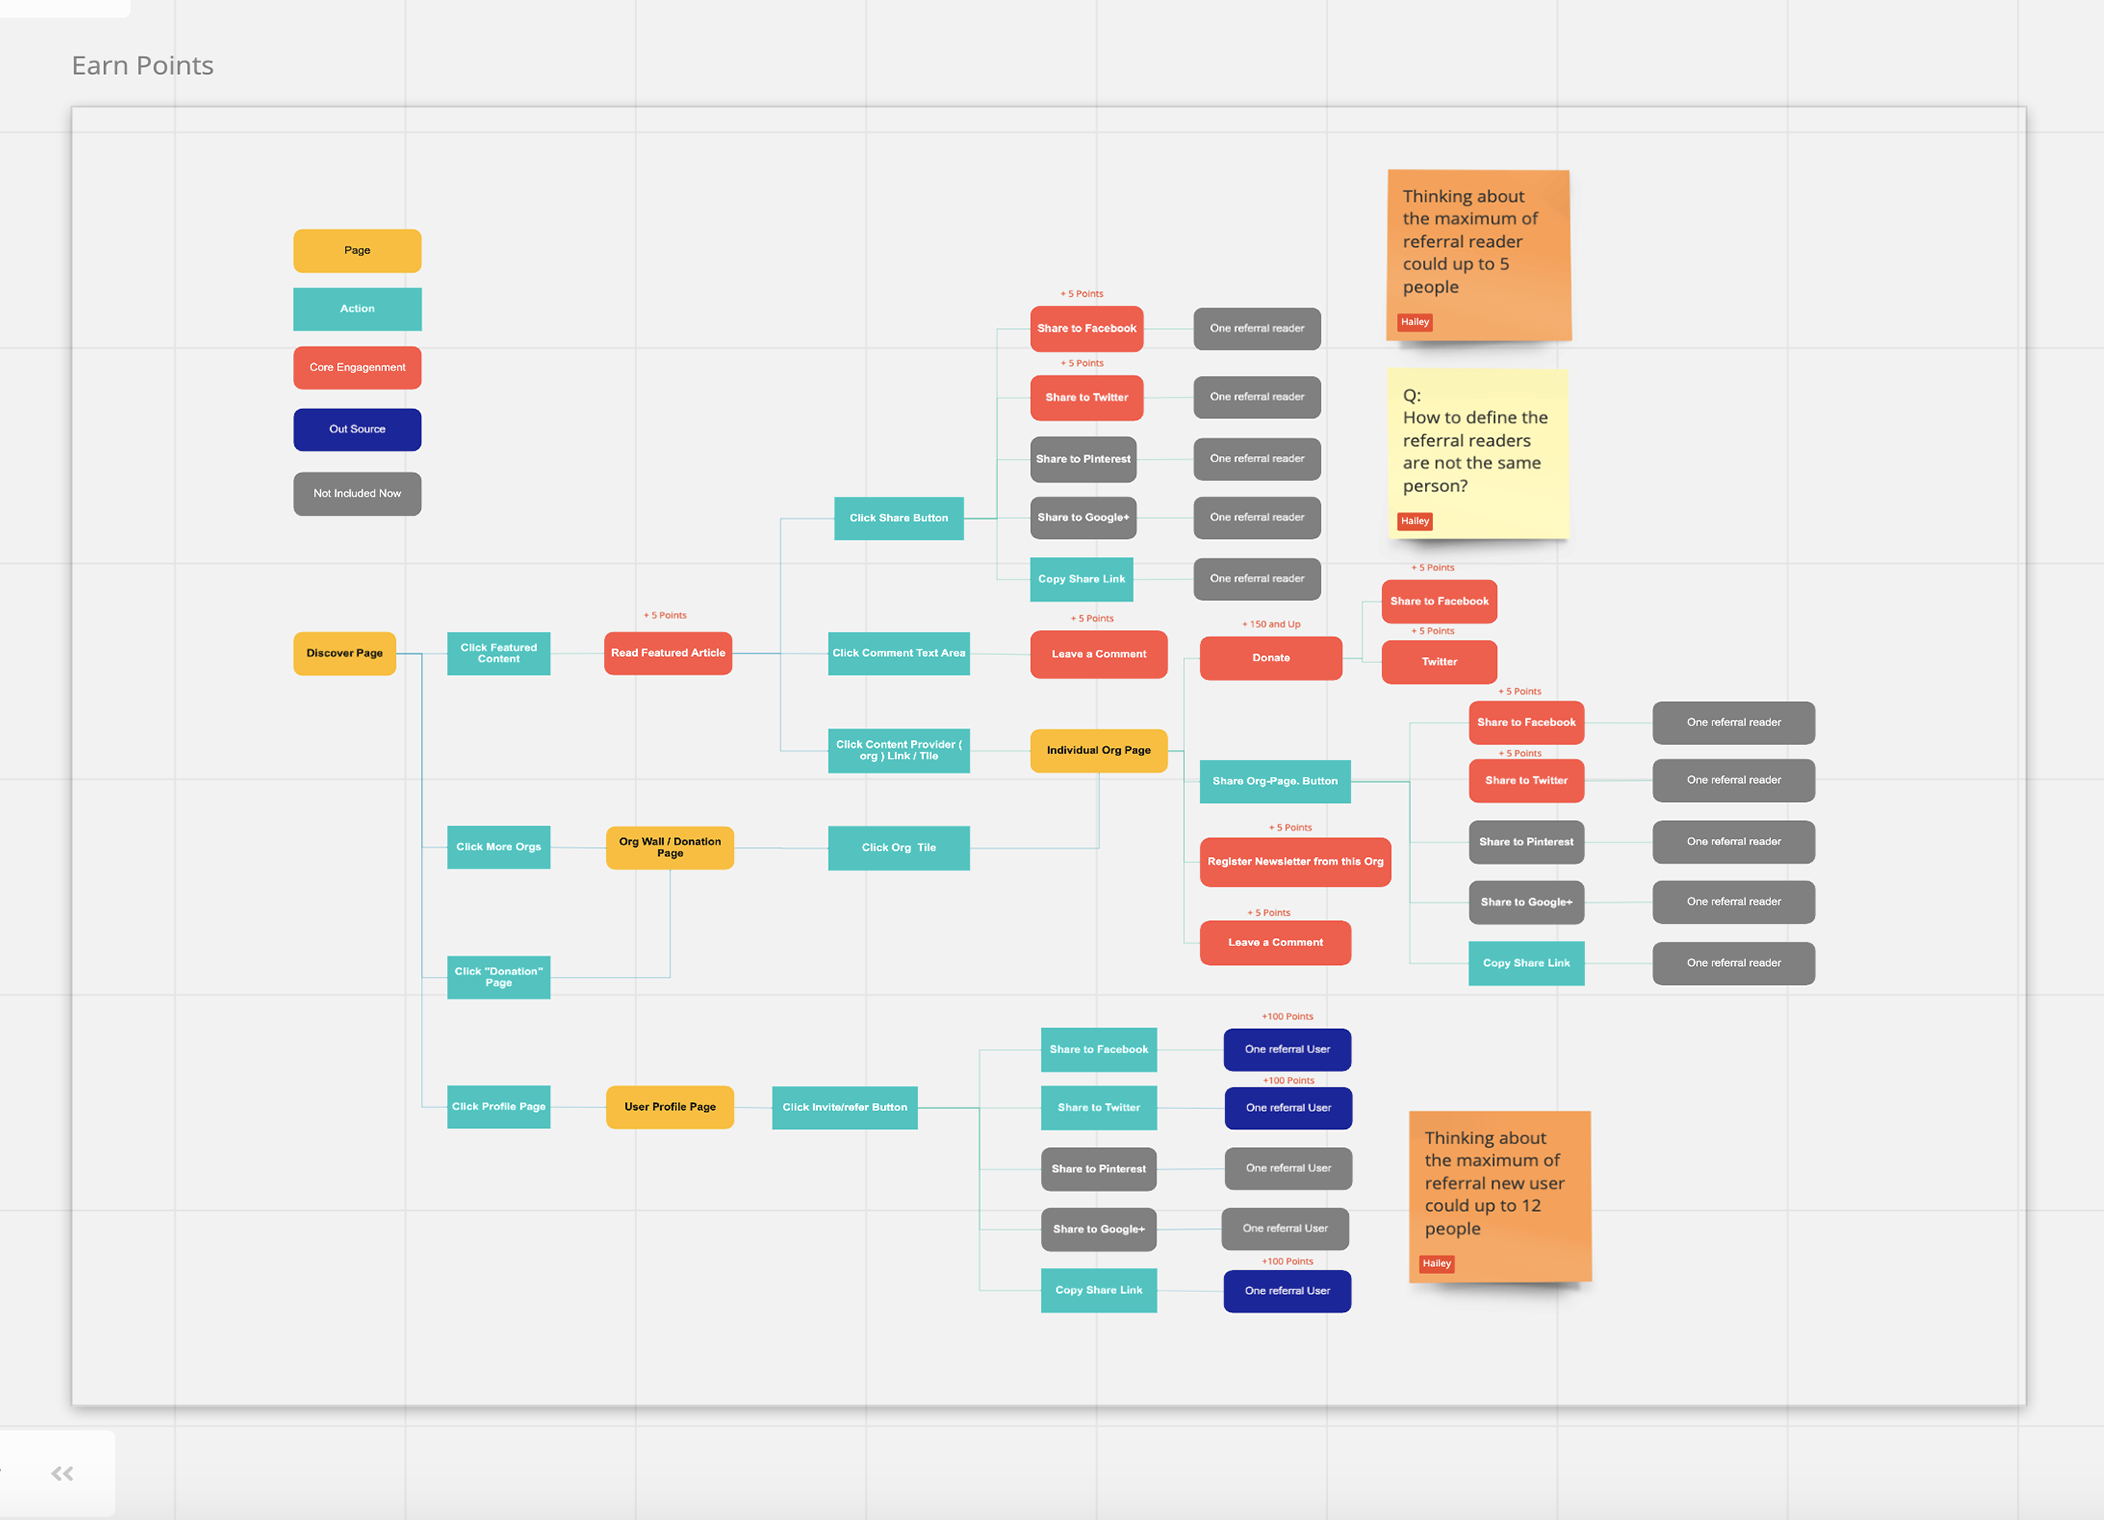 Earn Points
Page
Action
Core Engagenment
Out Source
Not Included Now
Thinking about
the maximum of
referral reader
could up to 5
people
Hailey
Q:
How to define the
referral readers
are not the same
person?
Hailey
+ 5 Points
Share to Facebook
One referral reader
+ 5 Points
Share to Twitter
One referral reader
Share to Pinterest
One referral reader
Click Share Button
Share to Google+
One referral reader
Copy Share Link
One referral reader
+ 5 Points
Share to Facebook
Discover Page
Click Featured
Content
+ 5 Points
Read Featured Article
Click Comment Text Area
+ 5 Points
Leave a Comment
+ 150 and Up
Donate
+ 5 Points
Twitter
Click Content Provider (
org ) Link / Tile
Individual Org Page
+ 5 Points
Share to Facebook
One referral reader
Share Org-Page. Button
+ 5 Points
Share to Twitter
One referral reader
Click More Orgs
Org Wall / Donation
Page
Click Org  Tile
+ 5 Points
Register Newsletter from this Org
Share to Pinterest
One referral reader
Share to Google+
One referral reader
+ 5 Points
Leave a Comment
Copy Share Link
One referral reader
Click "Donation"
Page
Click Profile Page
User Profile Page
Click Invite/refer Button
Share to Facebook
+100 Points
One referral User
Share to Twitter
+100 Points
One referral User
Share to Pinterest
One referral User
Share to Google+
One referral User
Copy Share Link
+100 Points
One referral User
Thinking about
the maximum of
referral new user
could up to 12
people
Hailey